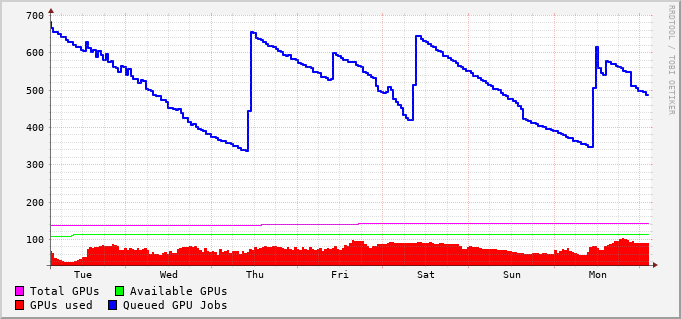 700
600
500
400
300
200
100
Tue Wed Thu Fri Sat Sun Mon
Total GPUs Available GPUs
GPUs used Queued GPU Jobs
RRDTOOL / TOBI OETIKER